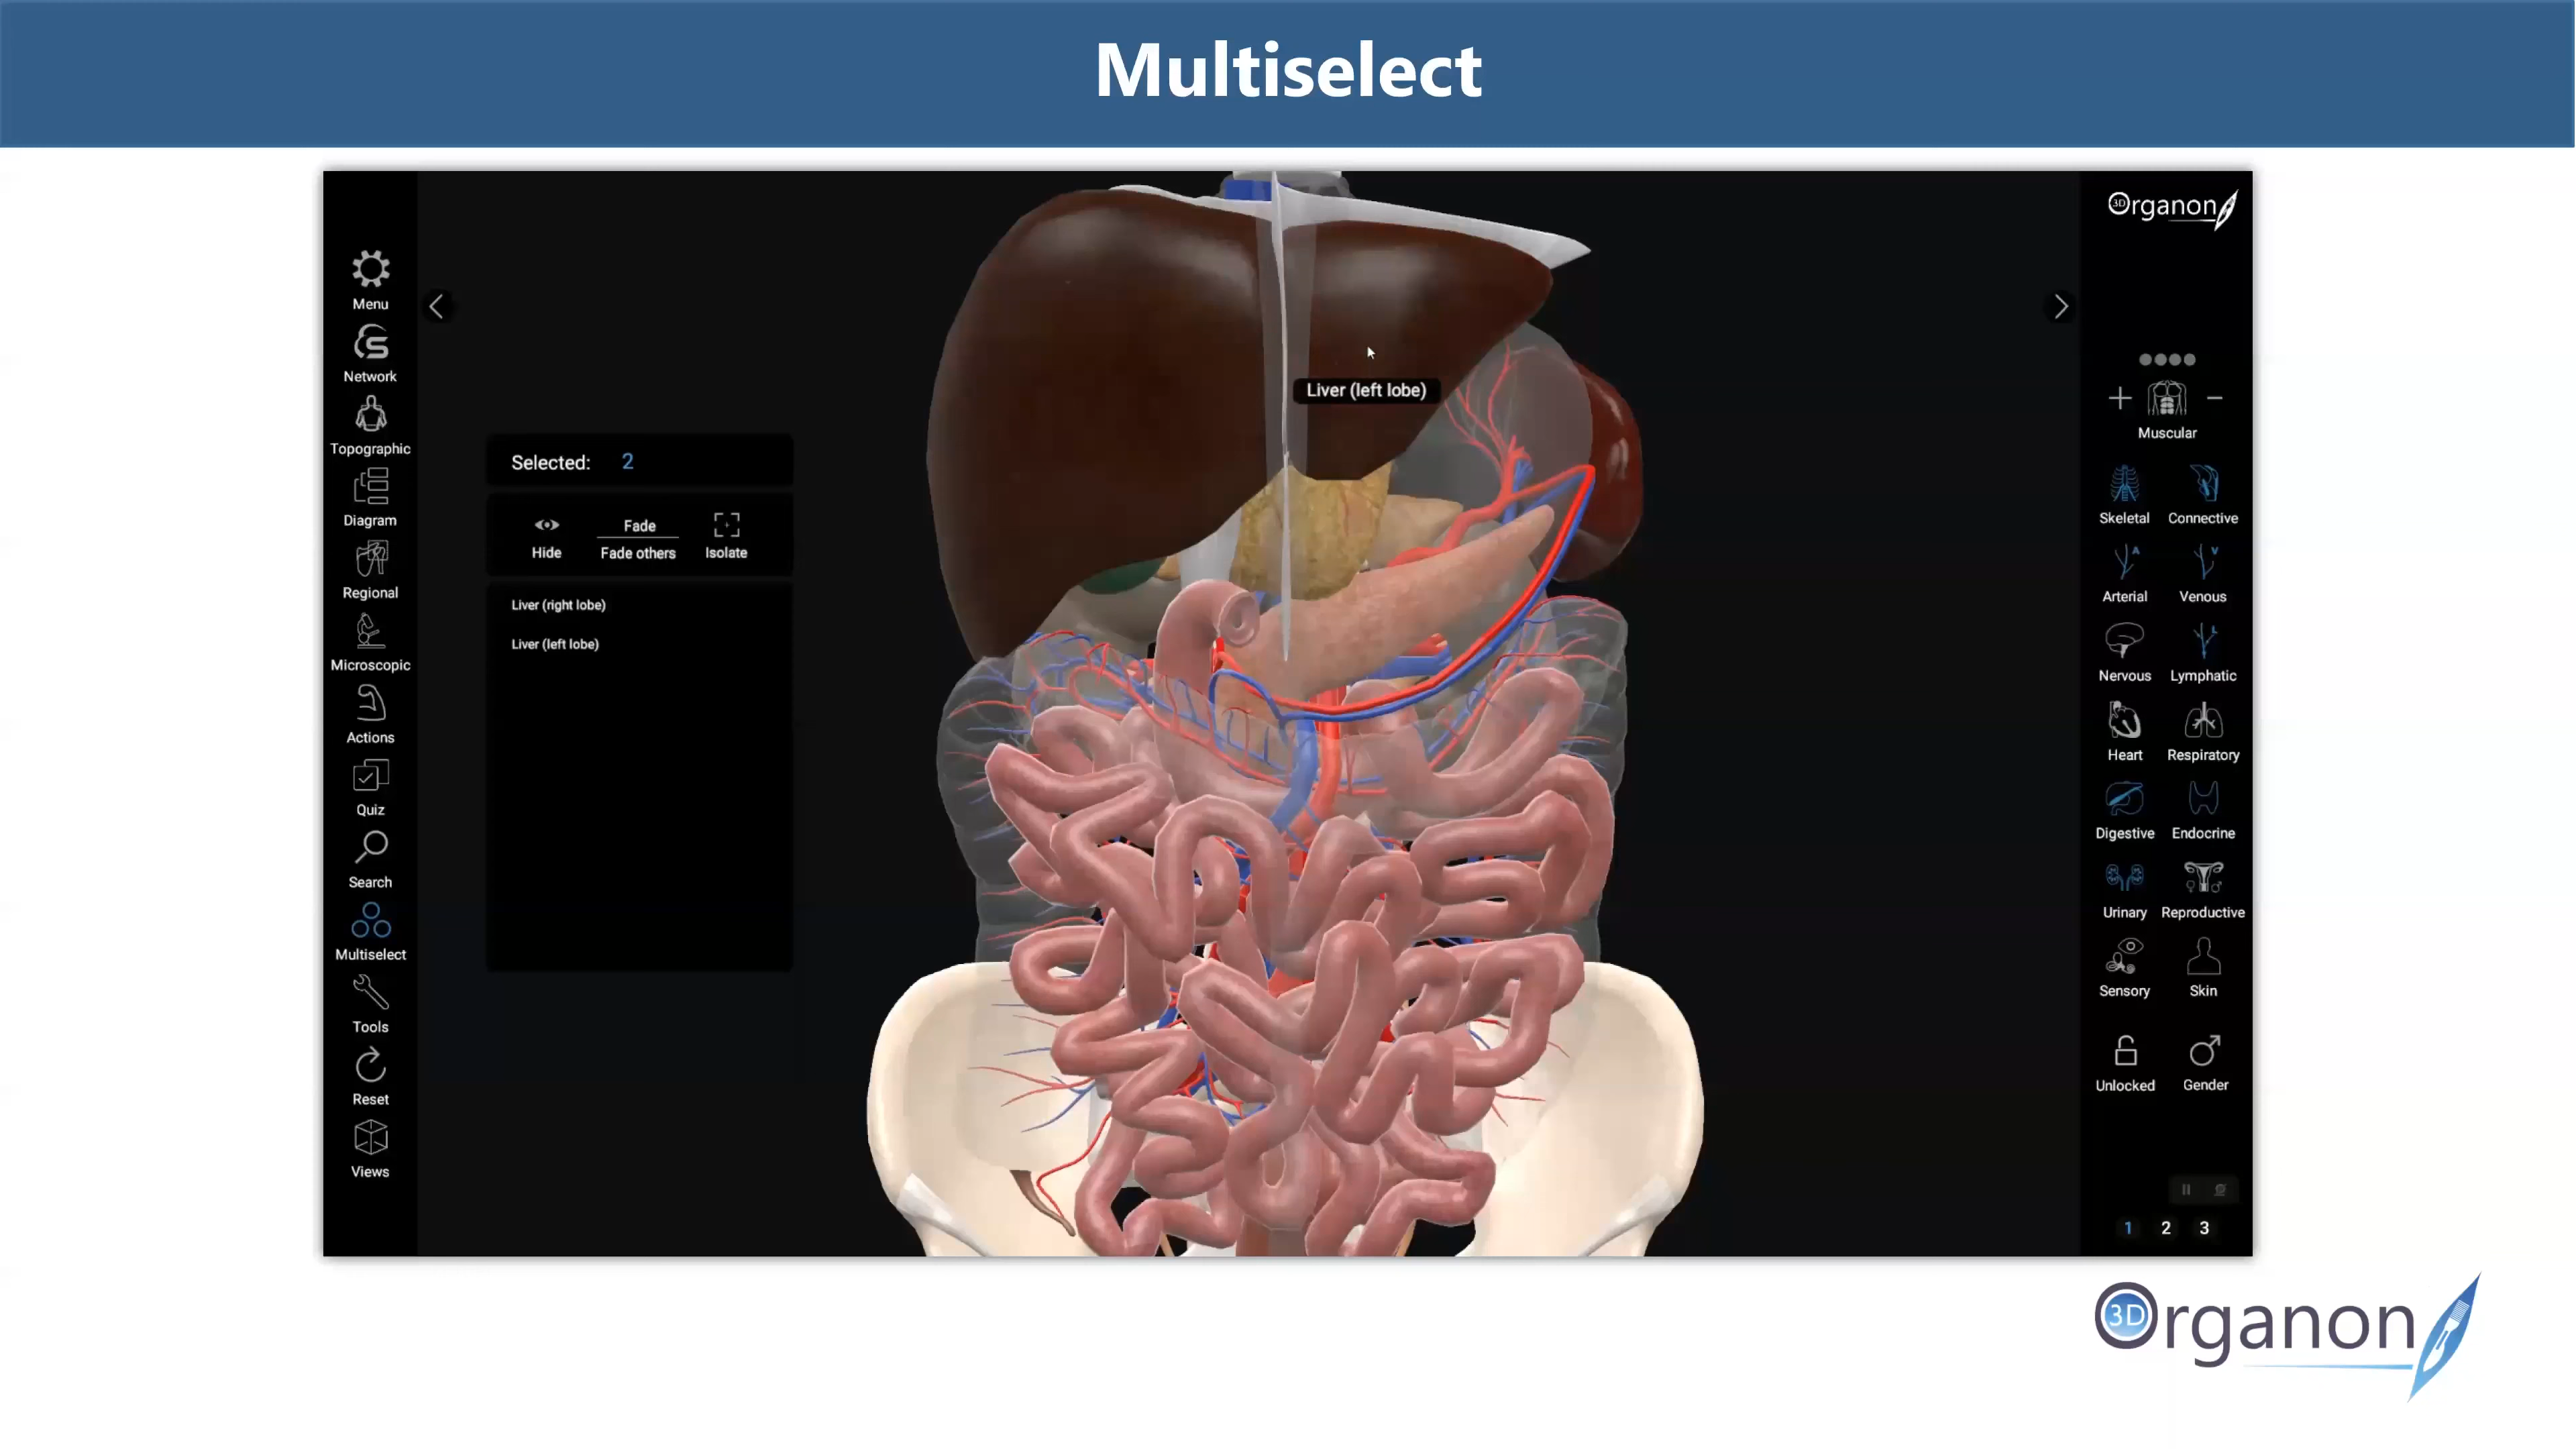 Multiselect
3D Organon
Menu
Network
Topographic
Diagram
Regional
Microscopic
Actions
Quiz
Search
Multiselect
Tools
Reset
Views
Selected: 2
Hide
Fade
Fade others
Isolate
Liver (right lobe)
Liver (left lobe)
Liver (left lobe)
Muscular
Skeletal Connective
A V
Arterial Venous
L
Nervous Lymphatic
Heart Respiratory
Digestive Endocrine
Urinary Reproductive
Sensory Skin
Unlocked Gender
1 2 3
3D Organon